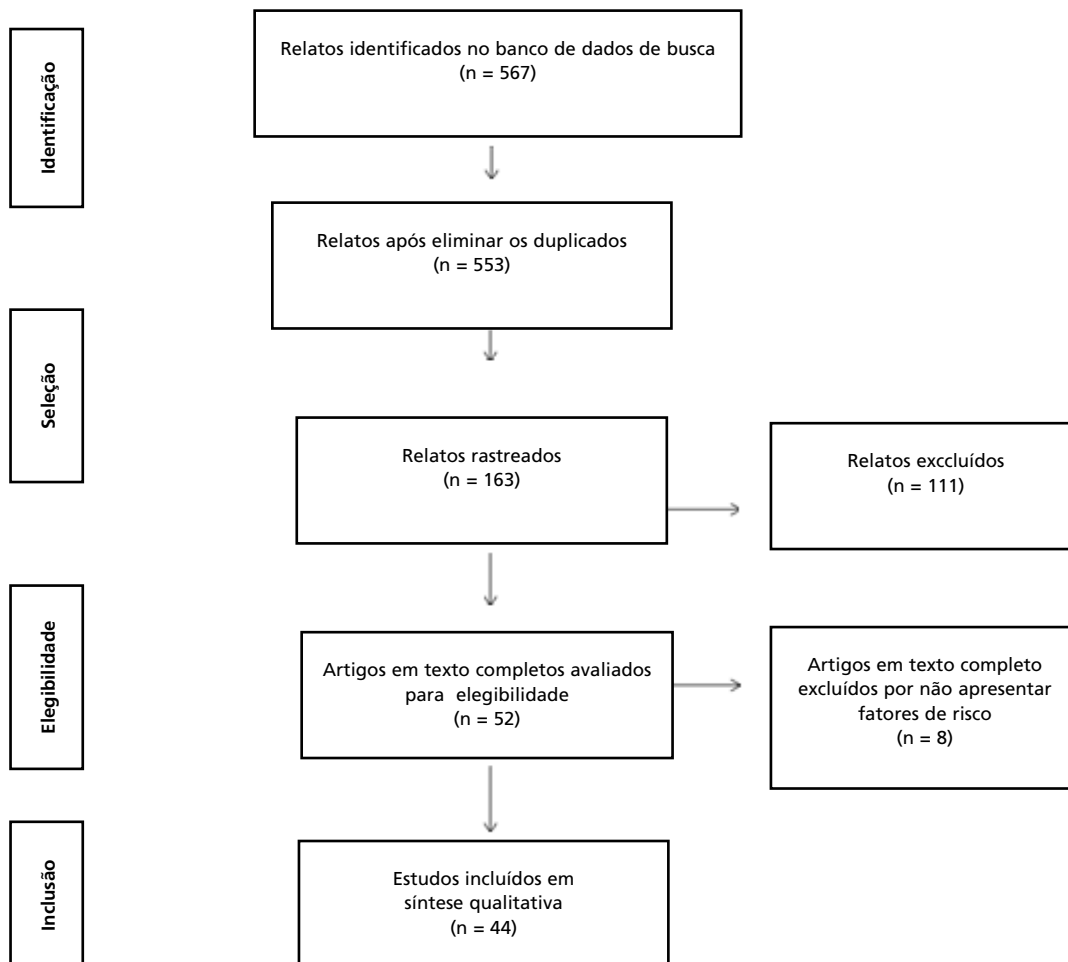 Identificação
Relatos identificados no banco de dados de busca
(n = 567)
Relatos após eliminar os duplicados
(n = 553)
Seleção
Relatos rastreados
(n = 163)
Relatos exccluídos
(n = 111)
Elegibilidade
Artigos em texto completos avaliados
para elegibilidade
(n = 52)
Artigos em texto completo
excluídos por não apresentar
fatores de risco
(n = 8)
Inclusão
Estudos incluídos em
síntese qualitativa
(n = 44)